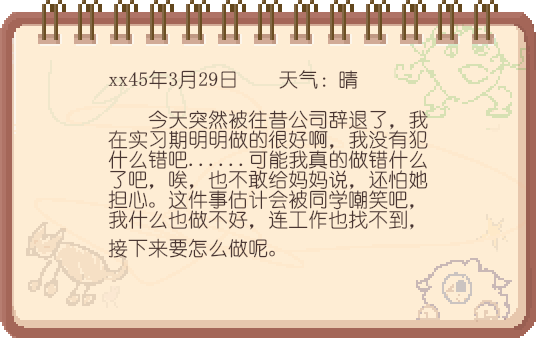 xx45年3月29日 天气：晴
今天突然被往昔公司辞退了，我
在实习期明明做的很好啊，我没有犯
什么错吧......可能我真的做错什么
了吧，唉，也不敢给妈妈说，还怕她
担心。这件事估计会被同学嘲笑吧，
我什么也做不好，连工作也找不到，
接下来要怎么做呢。